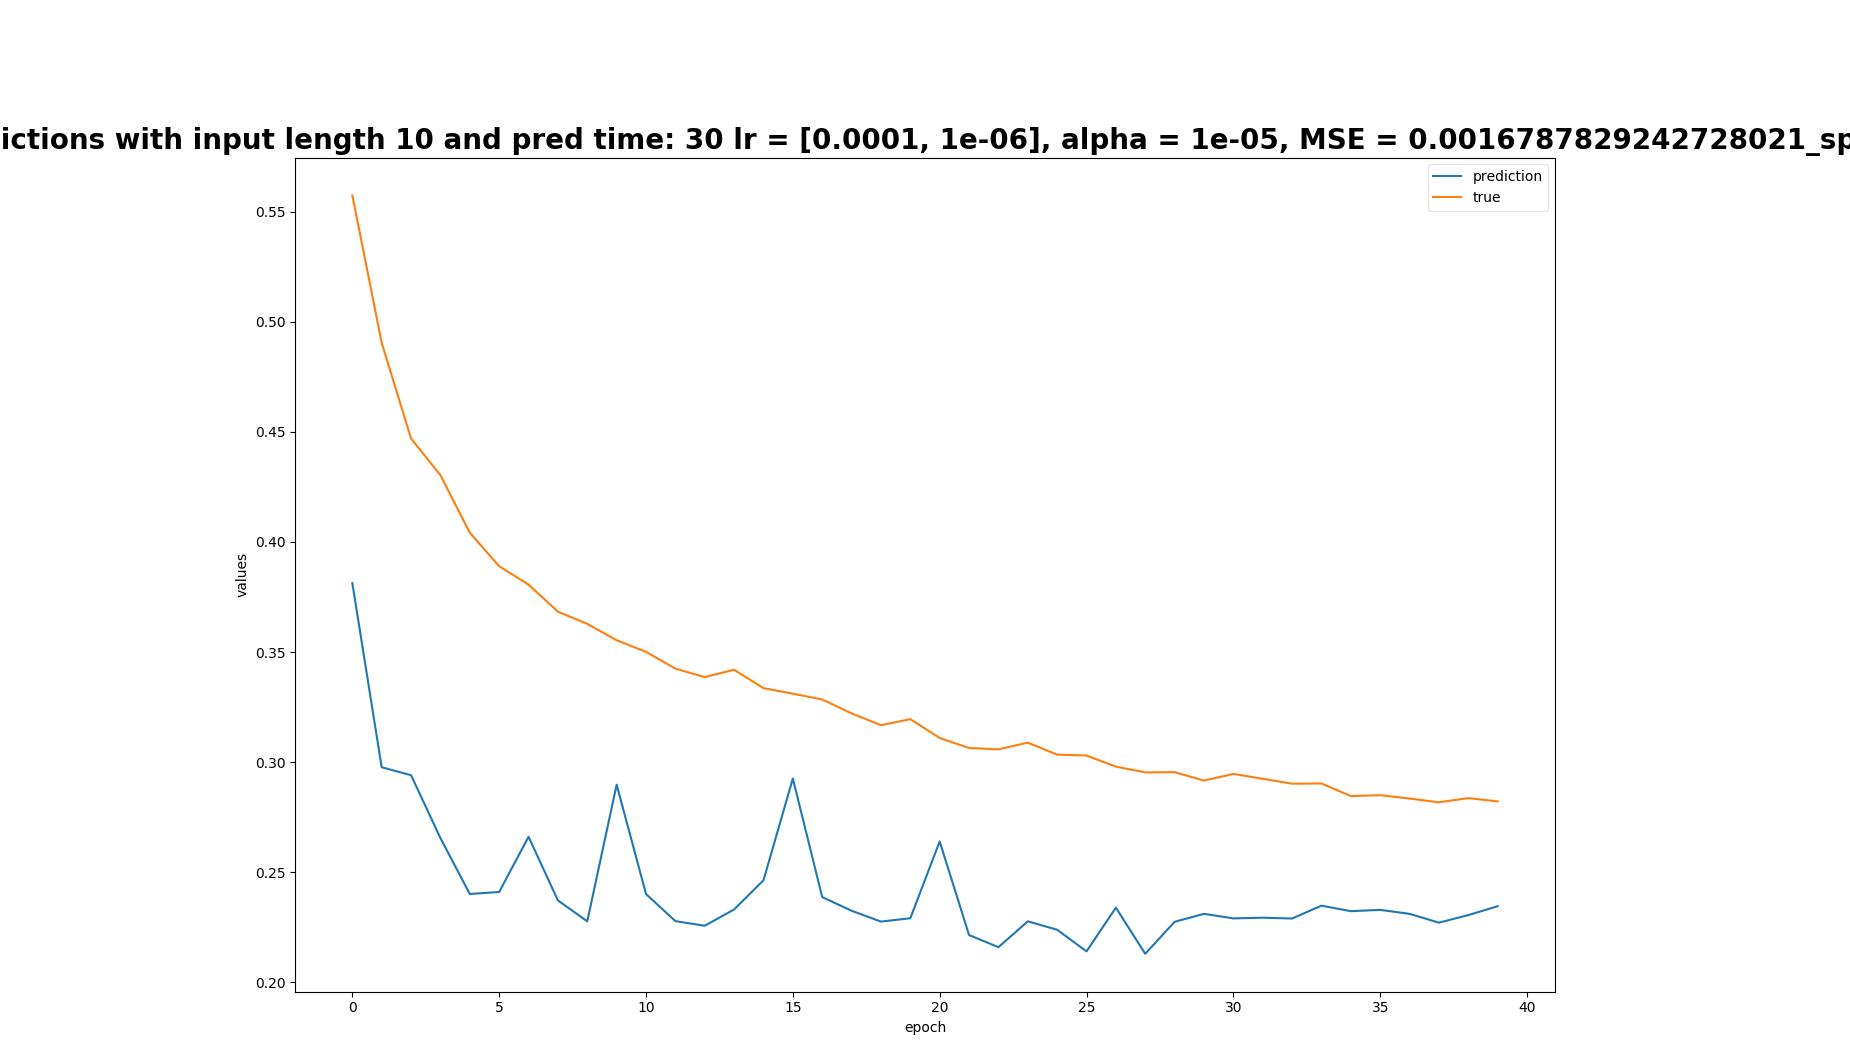 ictions with input length 10 and pred time: 30 lr = [0.0001, 1e-06], alpha = 1e-05, MSE = 0.0016787829242728021_sp
prediction
true
0.55
0.50
0.45
0.40
0.35
0.30
0.25
0.20
values
0 5 10 15 20 25 30 35 40
epoch